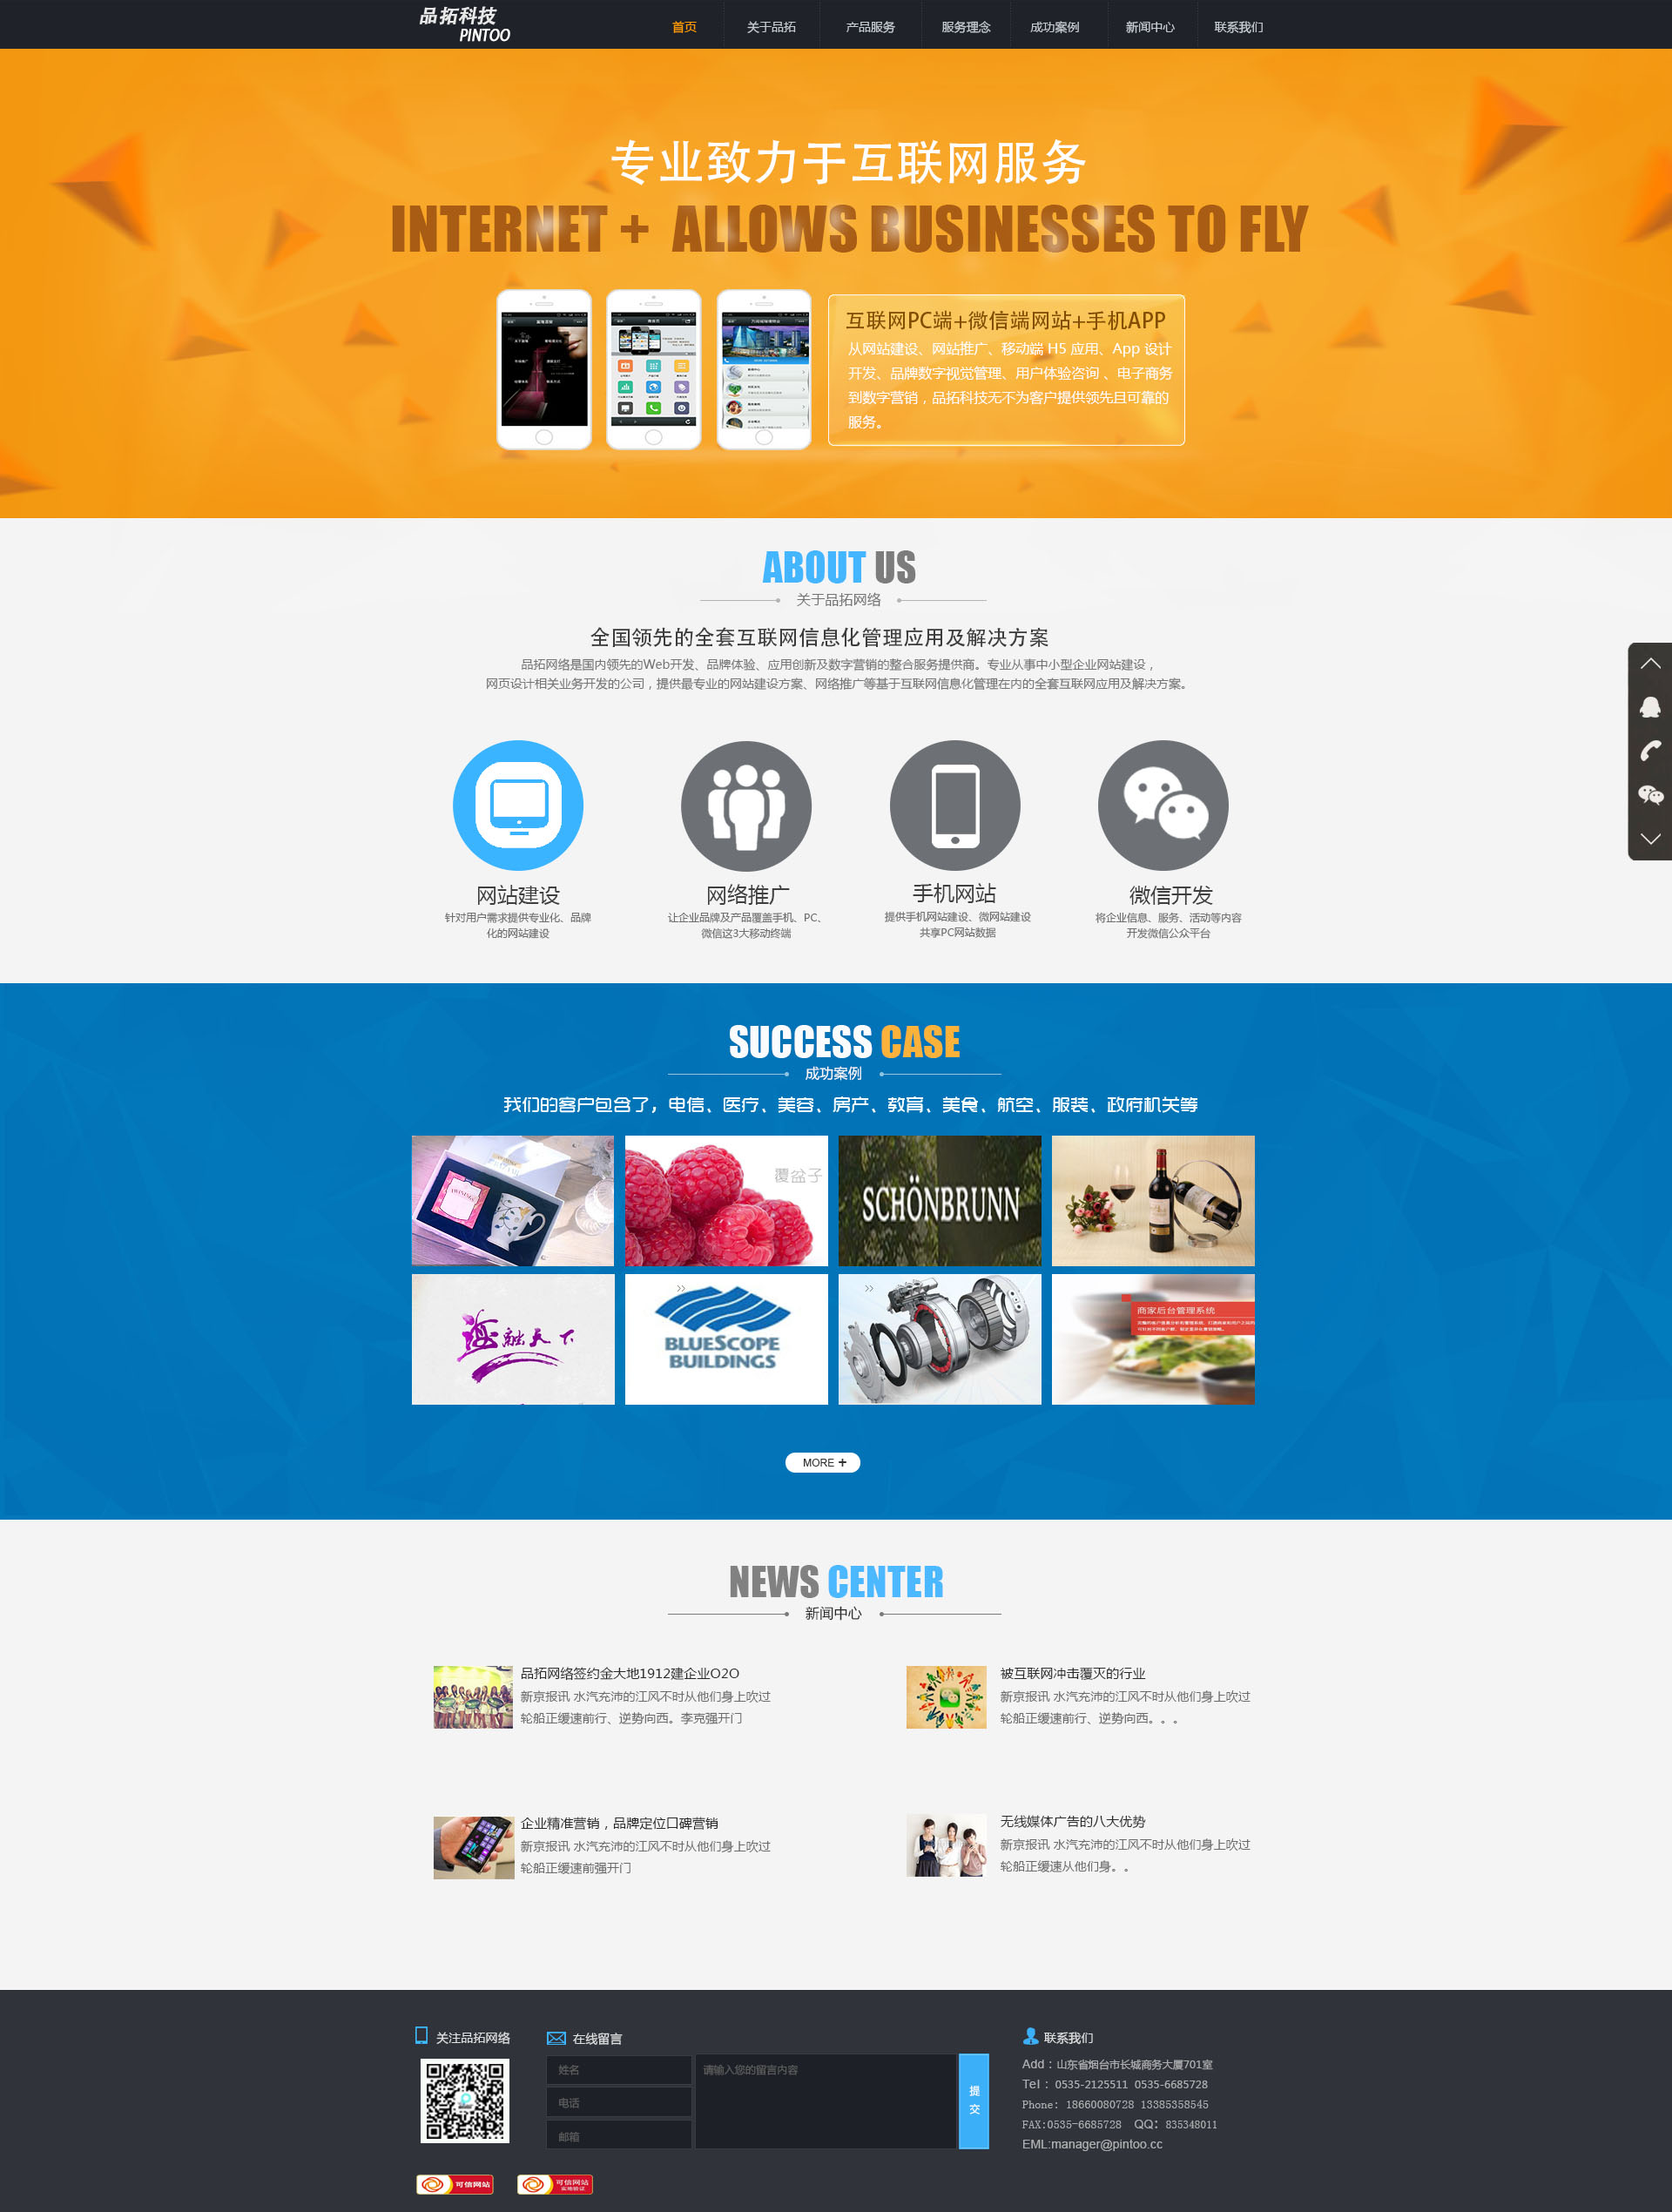 品拓科技
PINTOO
首页 关于品拓 产品服务 服务理念 成功案例 新闻中心 联系我们
专业致力于互联网服务
INTERNET + ALLOWS BUSINESSES TO FLY
互联网PC端+微信端网站+手机APP
从网站建设、网站推广、移动端 H5 应用、App 设计
开发、品牌数字视觉管理、用户体验咨询 、电子商务
到数字营销，品拓科技无不为客户提供领先且可靠的
服务。
ABOUT US
关于品拓网络
全国领先的全套互联网信息化管理应用及解决方案
品拓网络是国内领先的Web开发、品牌体验、应用创新及数字营销的整合服务提供商。专业从事中小型企业网站建设，
网页设计相关业务开发的公司，提供最专业的网站建设方案、网络推广等基于互联网信息化管理在内的全套互联网应用及解决方案。
网站建设
针对用户需求提供专业化、品牌
化的网站建设
网络推广
让企业品牌及产品覆盖手机、PC、
微信这3大移动终端
手机网站
提供手机网站建设、微网站建设
共享PC网站数据
微信开发
将企业信息、服务、活动等内容
开发微信公众平台
SUCCESS CASE
成功案例
我们的客户包含了，电信、医疗、美容、房产、教育、美食、航空、服装、政府机关等
覆盆子
SCHÖNBRUNN
海融天下
BLUESCOPE
BUILDINGS
商家后台管理系统
MORE +
NEWS CENTER
新闻中心
品拓网络签约金大地1912建企业O2O
新京报讯 水汽充沛的江风不时从他们身上吹过
轮船正缓速前行、逆势向西。李克强开门
被互联网冲击覆灭的行业
新京报讯 水汽充沛的江风不时从他们身上吹过
轮船正缓速前行、逆势向西。。。
企业精准营销，品牌定位口碑营销
新京报讯 水汽充沛的江风不时从他们身上吹过
轮船正缓速前强开门
无线媒体广告的八大优势
新京报讯 水汽充沛的江风不时从他们身上吹过
轮船正缓速从他们身。。
关注品拓网络
在线留言
姓名
电话
邮箱
请输入您的留言内容
提
交
联系我们
Add：山东省烟台市长城商务大厦701室
Tel： 0535-2125511 0535-6685728
Phone: 18660080728 13385358545
FAX:0535-6685728 QQ: 835348011
EML:manager@pintoo.cc
可信网站
可信网站
实地验证